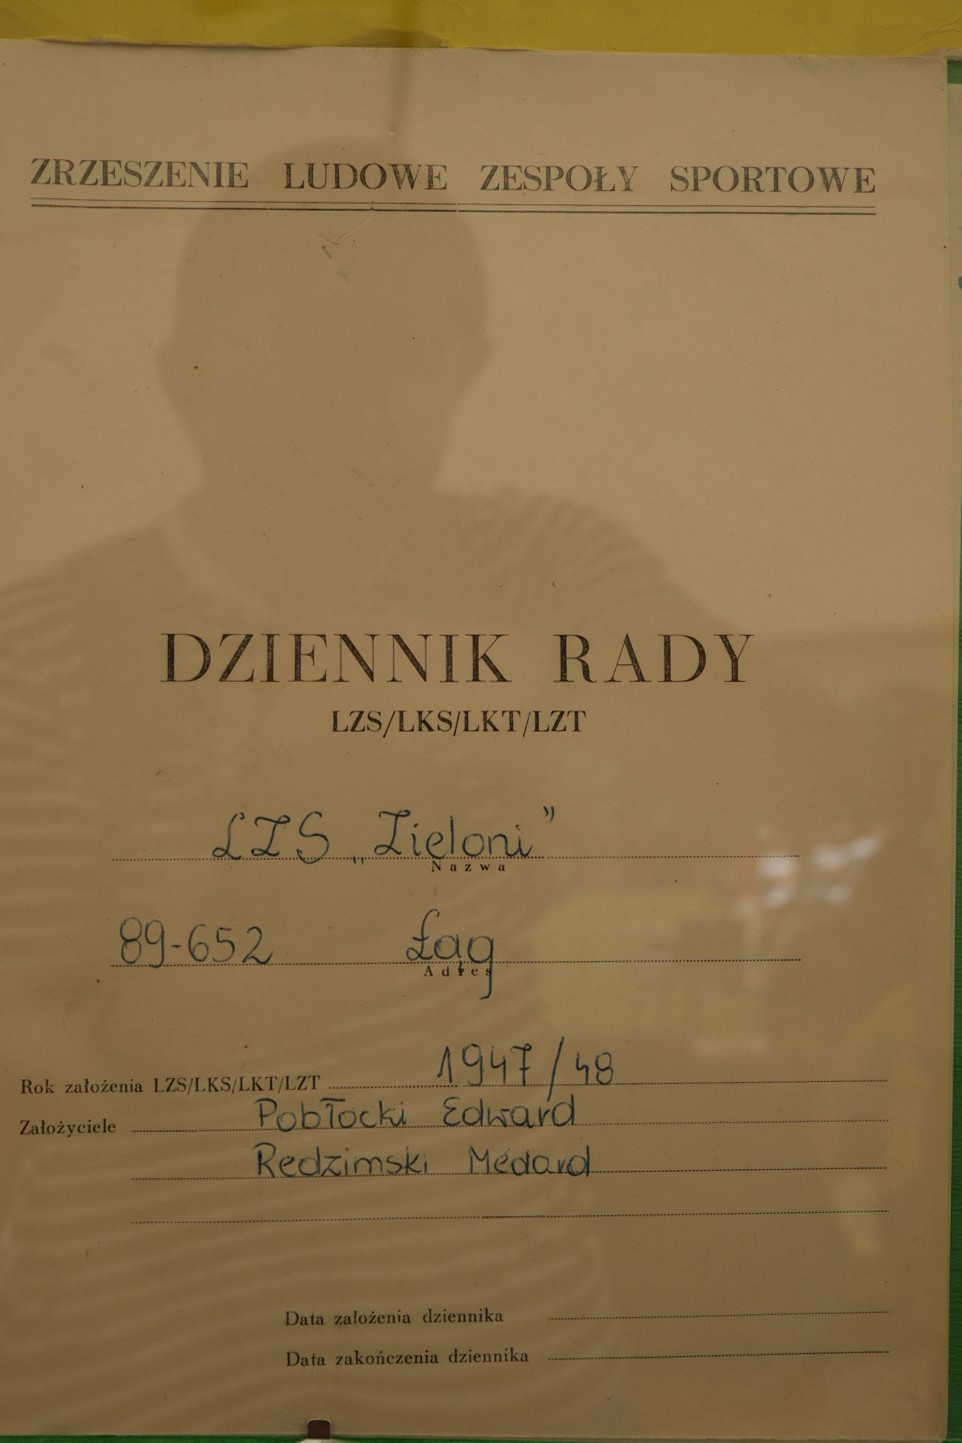 ZRZESZENIE LUDOWE ZESPOŁY SPORTOWE
DZIENNIK RADY
LZS/LKS/LKT/LZT
LZS „Zieloni”
Nazwa
89-652 Łąg
Adres
Rok założenia LZS/LKS/LKT/LZT 1947/48
Założyciele Pobłocki Edward
Redzimski Medard
Data założenia dziennika
Data zakończenia dziennika